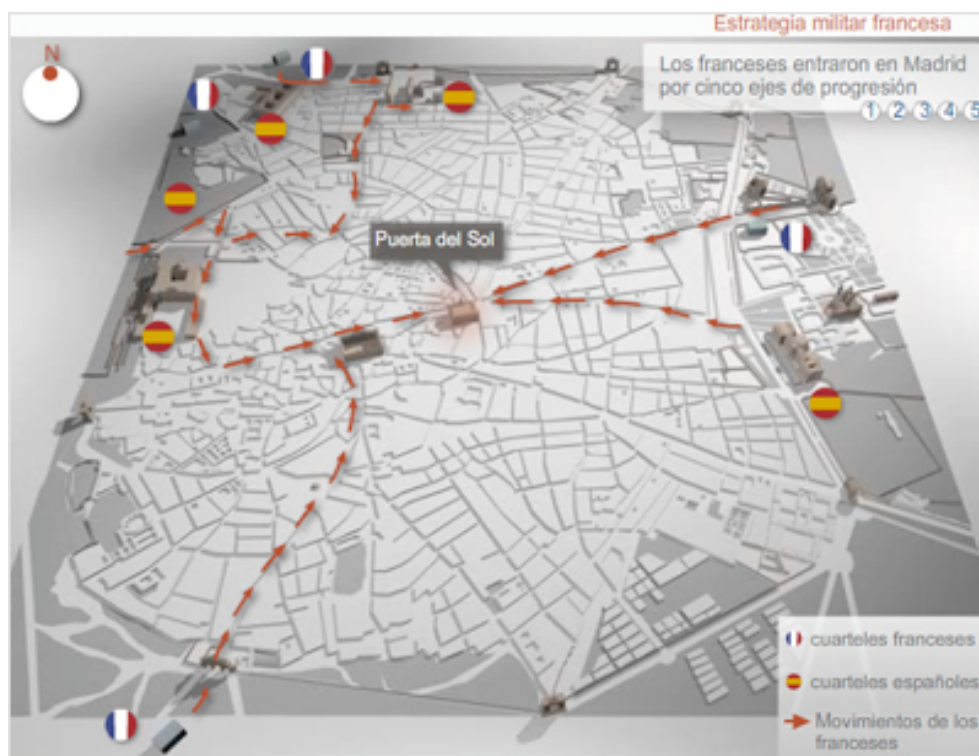 Estrategia militar francesa
N
Los franceses entraron en Madrid
por cinco ejes de progresión
1 2 3 4 5
Puerta del Sol
cuarteles franceses
cuarteles españoles
Movimientos de los
franceses